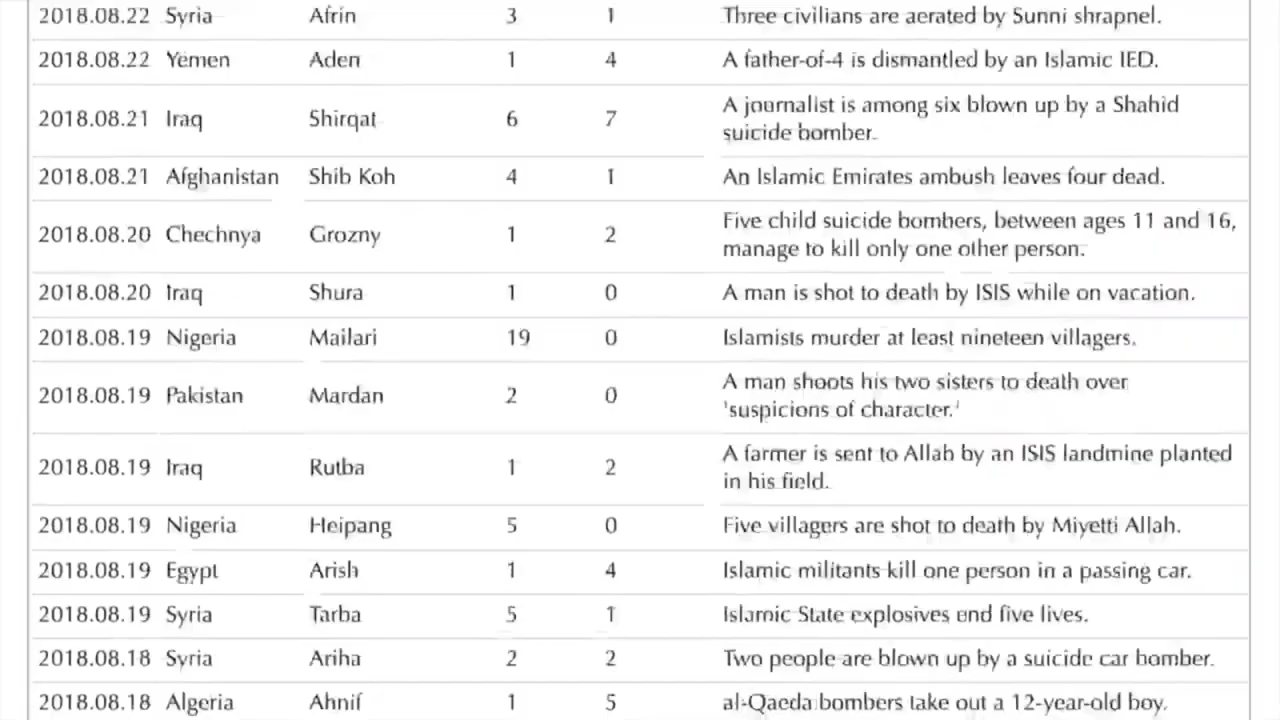 2018.08.22 Syria Afrin 3 1 Three civilians are aerated by Sunni shrapnel.
2018.08.22 Yemen Aden 1 4 A father-of-4 is dismantled by an Islamic IED.
2018.08.21 Iraq Shirqat 6 7 A journalist is among six blown up by a Shahid
suicide bomber.
2018.08.21 Afghanistan Shib Koh 4 1 An Islamic Emirates ambush leaves four dead.
2018.08.20 Chechnya Grozny 1 2 Five child suicide bombers, between ages 11 and 16,
manage to kill only one other person.
2018.08.20 Iraq Shura 1 0 A man is shot to death by ISIS while on vacation.
2018.08.19 Nigeria Mailari 19 0 Islamists murder at least nineteen villagers.
2018.08.19 Pakistan Mardan 2 0 A man shoots his two sisters to death over
'suspicions of character.'
2018.08.19 Iraq Rutba 1 2 A farmer is sent to Allah by an ISIS landmine planted
in his field.
2018.08.19 Nigeria Heipang 5 0 Five villagers are shot to death by Miyetti Allah.
2018.08.19 Egypt Arish 1 4 Islamic militants kill one person in a passing car.
2018.08.19 Syria Tarba 5 1 Islamic State explosives end five lives.
2018.08.18 Syria Ariha 2 2 Two people are blown up by a suicide car bomber.
2018.08.18 Algeria Ahnif 1 5 al-Qaeda bombers take out a 12-year-old boy.